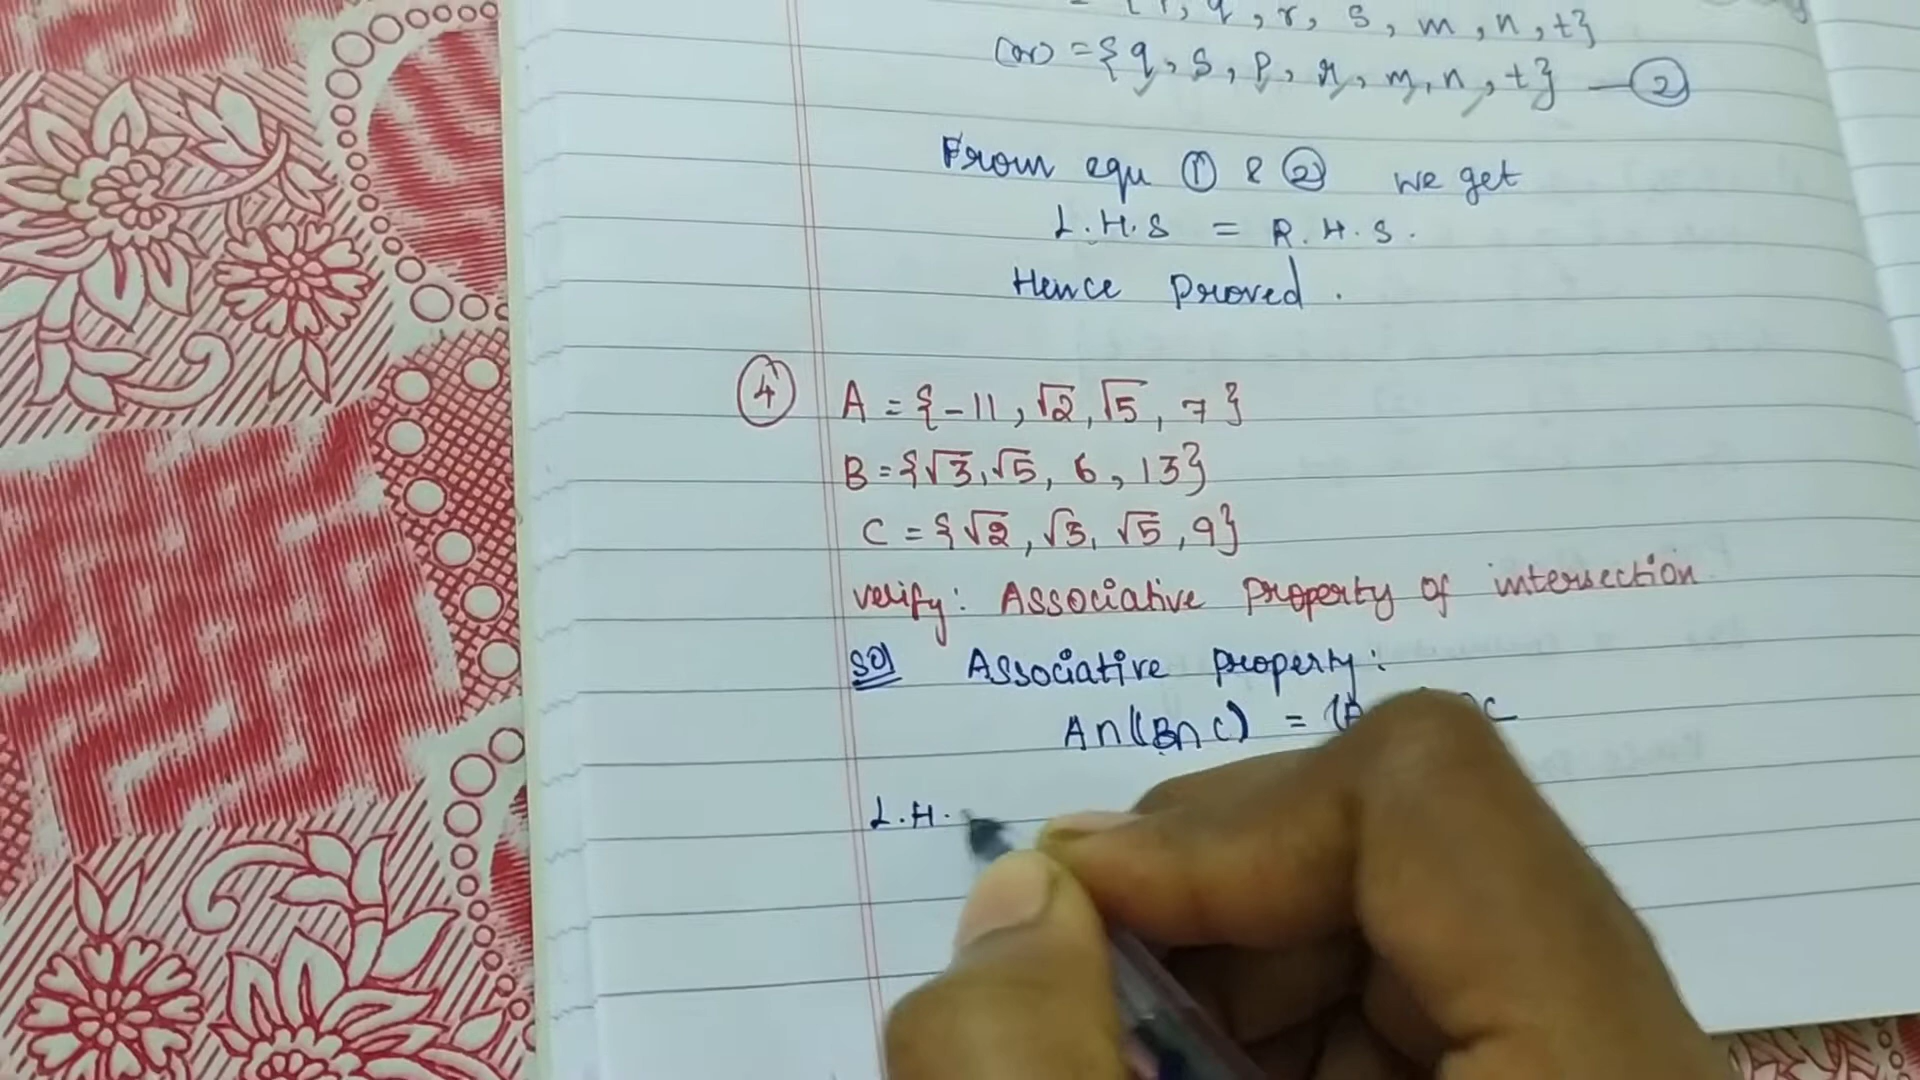 r, s, m, n, t}
(or) = {q, s, p, r, m, n, t} — ②
From equ ① & ② we get
L.H.S = R.H.S.
Hence proved.
④ A = {-11, √2, √5, 7}
B = {√3, √5, 6, 13}
C = {√2, √3, √5, 9}
verify: Associative property of intersection
Sol Associative property:
A∩(B∩C) = (A C
L.H.